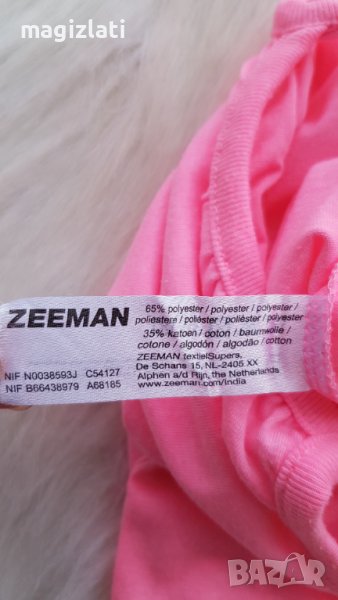 magizlati
ZEEMAN
65% polyester / polyester / polyester /
poliestere / poliéster / poliéster / polyester
35% katoen / coton / baumwolle /
cotone / algodón / algodão / cotton
ZEEMAN textielSupers,
De Schans 15, NL-2405 XX
Alphen a/d Rijn, the Netherlands
www.zeeman.com/india
NIF N0038593J C54127
NIF B66438979 A68185
BAZAR.bg